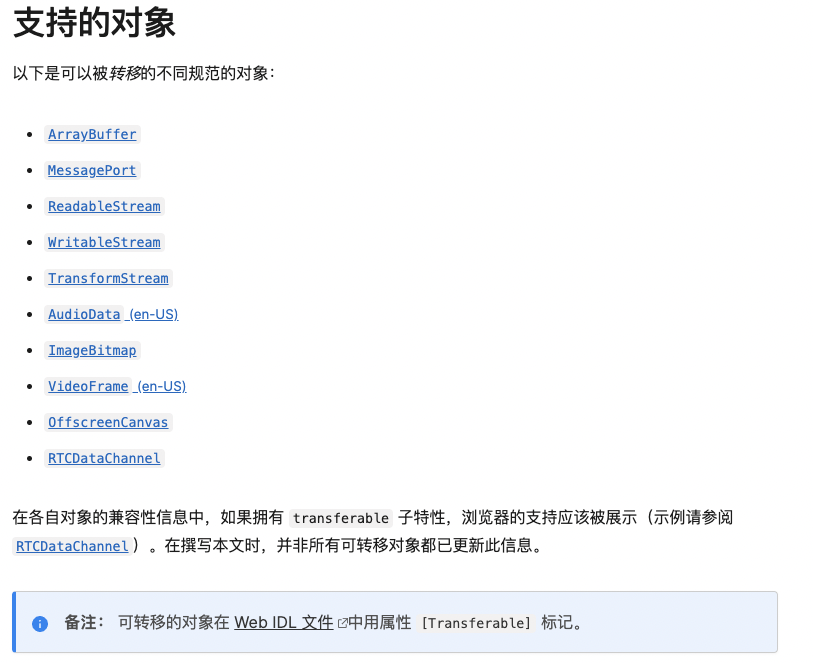 支持的对象
以下是可以被转移的不同规范的对象：
ArrayBuffer
MessagePort
ReadableStream
WritableStream
TransformStream
AudioData (en-US)
ImageBitmap
VideoFrame (en-US)
OffscreenCanvas
RTCDataChannel
在各自对象的兼容性信息中，如果拥有 transferable 子特性，浏览器的支持应该被展示（示例请参阅
RTCDataChannel）。在撰写本文时，并非所有可转移对象都已更新此信息。
备注： 可转移的对象在 Web IDL 文件 中用属性 [Transferable] 标记。